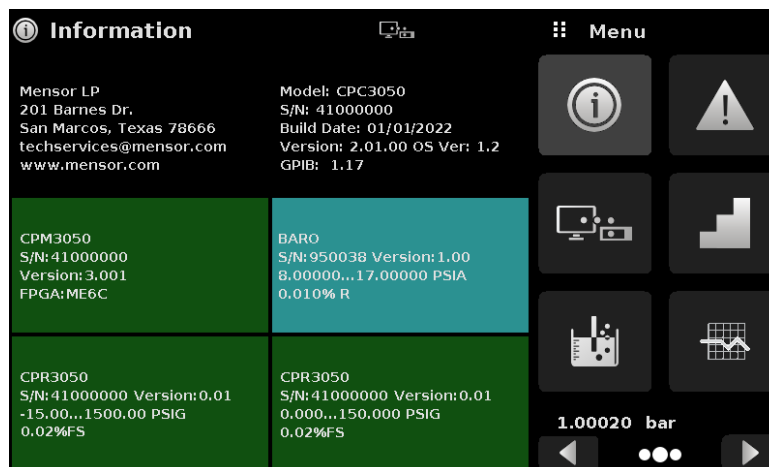 Information
Menu
Mensor LP
201 Barnes Dr.
San Marcos, Texas 78666
techservices@mensor.com
www.mensor.com
Model: CPC3050
S/N: 41000000
Build Date: 01/01/2022
Version: 2.01.00 OS Ver: 1.2
GPIB: 1.17
CPM3050
S/N:41000000
Version:3.001
FPGA:ME6C
BARO
S/N:950038 Version:1.00
8.00000...17.00000 PSIA
0.010% R
CPR3050
S/N:41000000 Version:0.01
-15.00...1500.00 PSIG
0.02%FS
CPR3050
S/N:41000000 Version:0.01
0.000...150.000 PSIG
0.02%FS
1.00020 bar